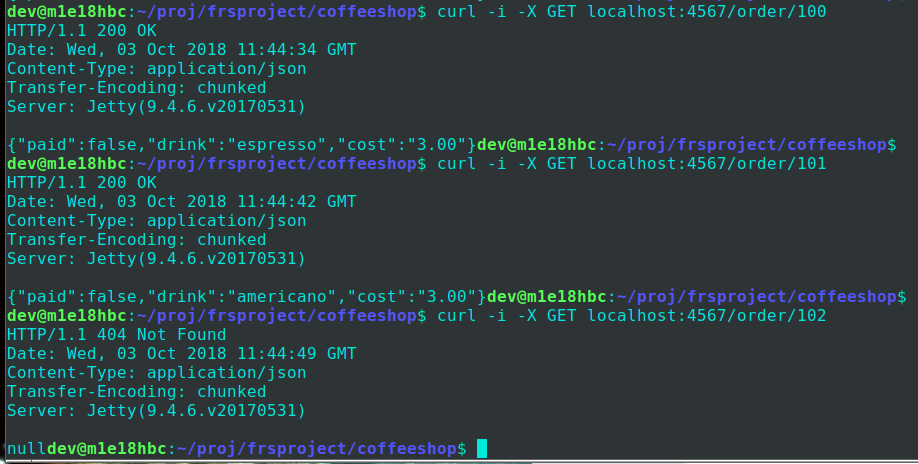 dev@m1e18hbc:~/proj/frsproject/coffeeshop$ curl -i -X GET localhost:4567/order/100
HTTP/1.1 200 OK
Date: Wed, 03 Oct 2018 11:44:34 GMT
Content-Type: application/json
Transfer-Encoding: chunked
Server: Jetty(9.4.6.v20170531)

{"paid":false,"drink":"espresso","cost":"3.00"}dev@m1e18hbc:~/proj/frsproject/coffeeshop$
dev@m1e18hbc:~/proj/frsproject/coffeeshop$ curl -i -X GET localhost:4567/order/101
HTTP/1.1 200 OK
Date: Wed, 03 Oct 2018 11:44:42 GMT
Content-Type: application/json
Transfer-Encoding: chunked
Server: Jetty(9.4.6.v20170531)

{"paid":false,"drink":"americano","cost":"3.00"}dev@m1e18hbc:~/proj/frsproject/coffeeshop$
dev@m1e18hbc:~/proj/frsproject/coffeeshop$ curl -i -X GET localhost:4567/order/102
HTTP/1.1 404 Not Found
Date: Wed, 03 Oct 2018 11:44:49 GMT
Content-Type: application/json
Transfer-Encoding: chunked
Server: Jetty(9.4.6.v20170531)

nulldev@m1e18hbc:~/proj/frsproject/coffeeshop$